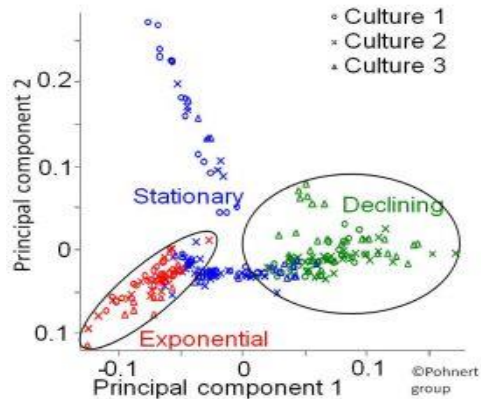 ○ Culture 1
× Culture 2
△ Culture 3
Principal component 2
0.2
0.1
0
0.1
Stationary
Declining
Exponential
-0.1
0
0.1
Principal component 1
©Pohnert
group